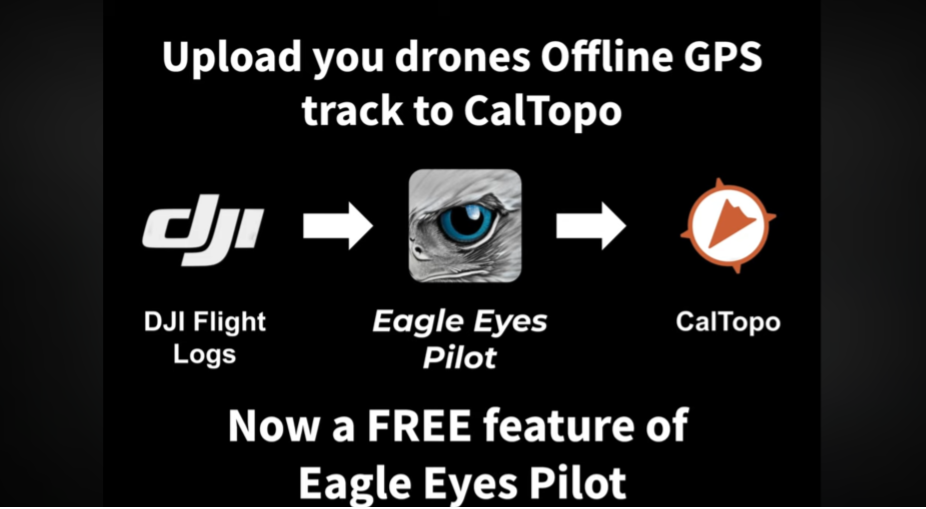 Upload you drones Offline GPS
track to CalTopo
dji
DJI Flight
Logs
Eagle Eyes
Pilot
CalTopo
Now a FREE feature of
Eagle Eyes Pilot